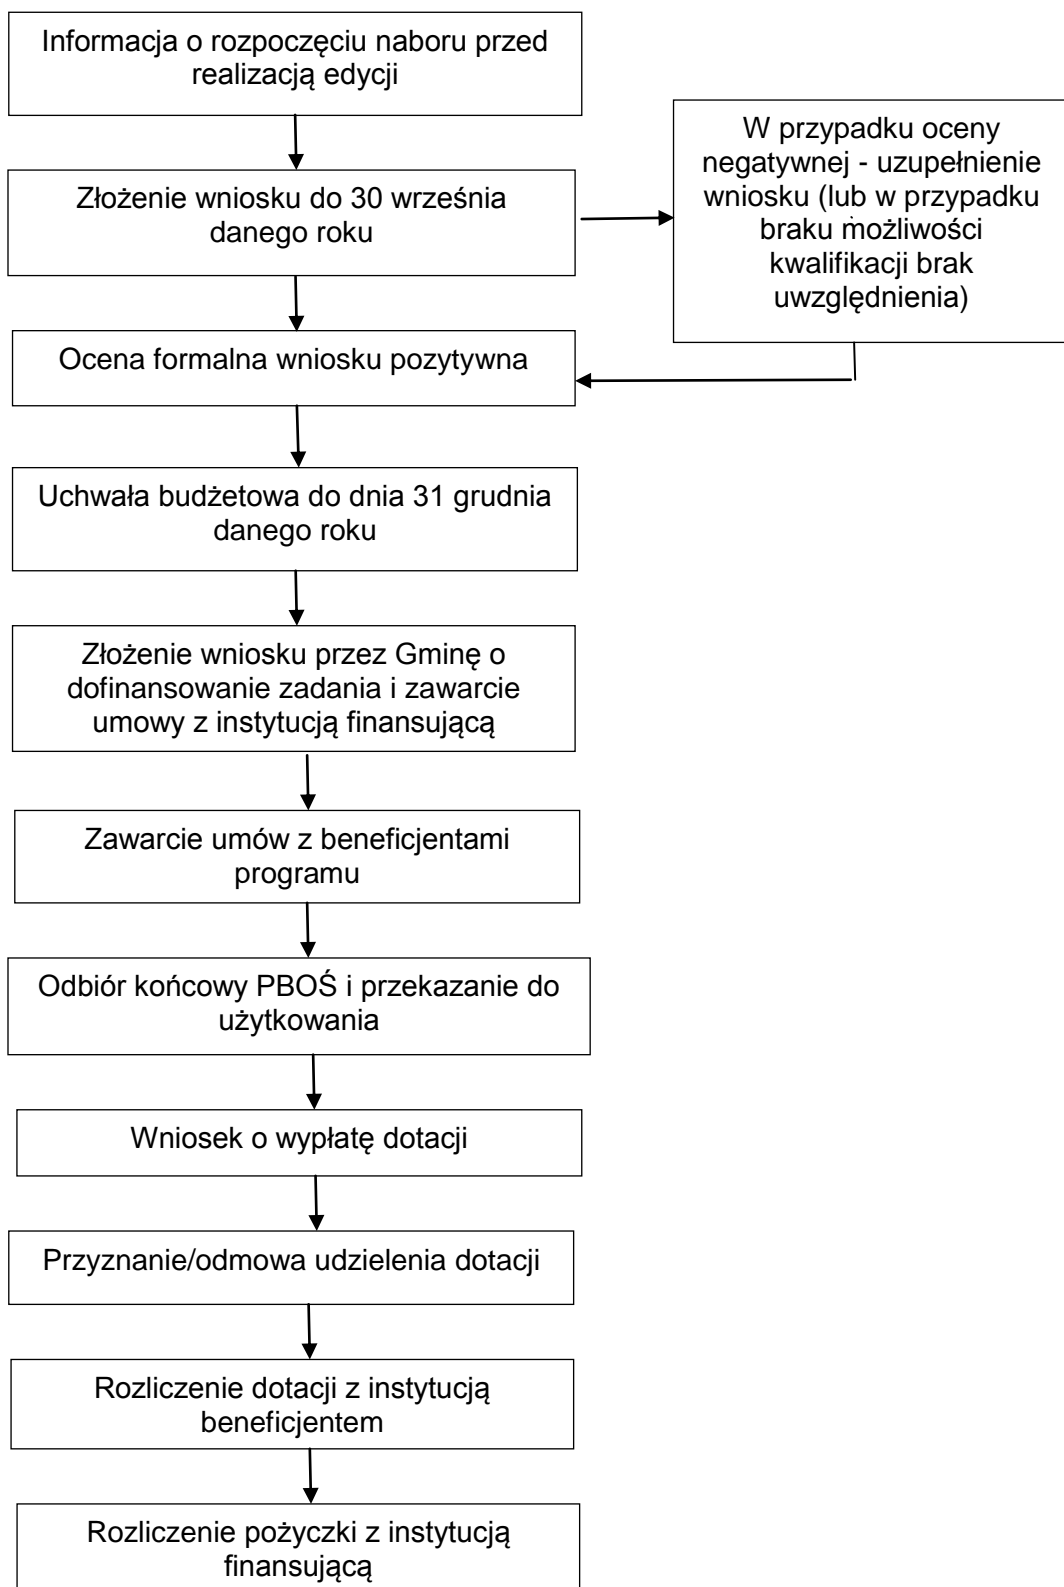 Informacja o rozpoczęciu naboru przed
realizacją edycji
Złożenie wniosku do 30 września
danego roku
W przypadku oceny
negatywnej - uzupełnienie
wniosku (lub w przypadku
braku możliwości
kwalifikacji brak
uwzględnienia)
Ocena formalna wniosku pozytywna
Uchwała budżetowa do dnia 31 grudnia
danego roku
Złożenie wniosku przez Gminę o
dofinansowanie zadania i zawarcie
umowy z instytucją finansującą
Zawarcie umów z beneficjentami
programu
Odbiór końcowy PBOŚ i przekazanie do
użytkowania
Wniosek o wypłatę dotacji
Przyznanie/odmowa udzielenia dotacji
Rozliczenie dotacji z instytucją
beneficjentem
Rozliczenie pożyczki z instytucją
finansującą